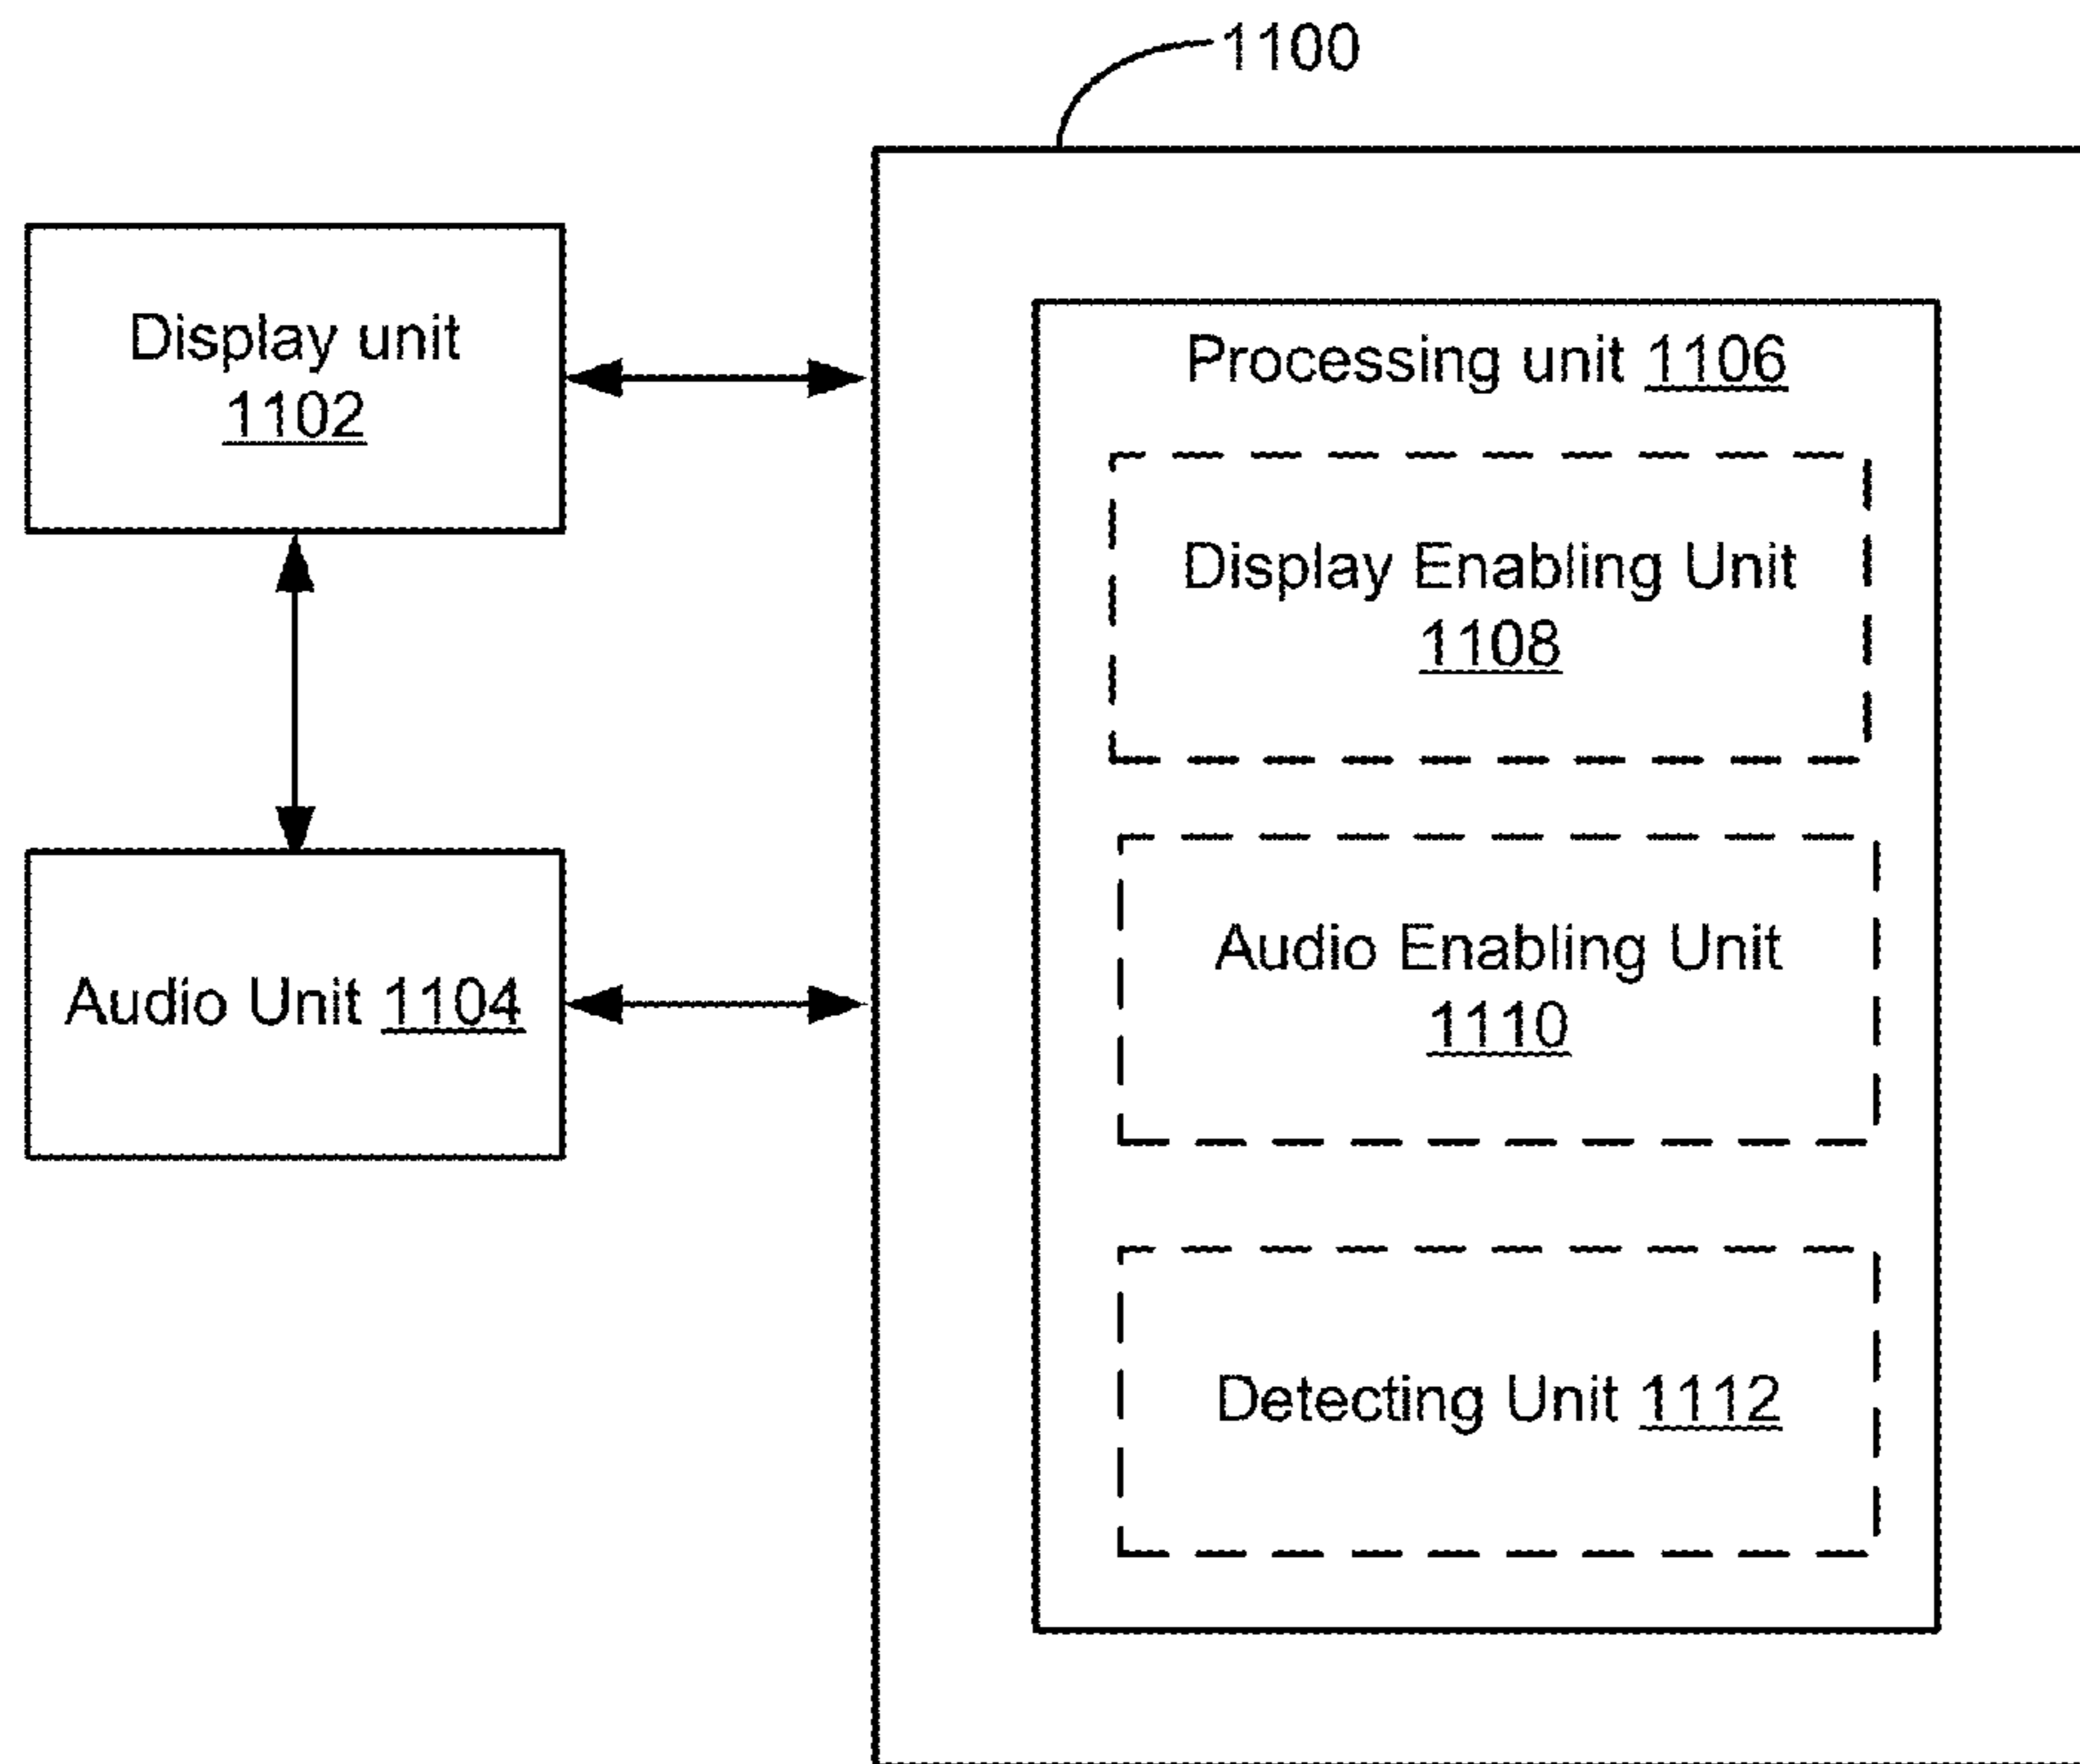 1100
Display unit
1102
Processing unit 1106
Display Enabling Unit
1108
Audio Unit 1104
Audio Enabling Unit
1110
Detecting Unit 1112